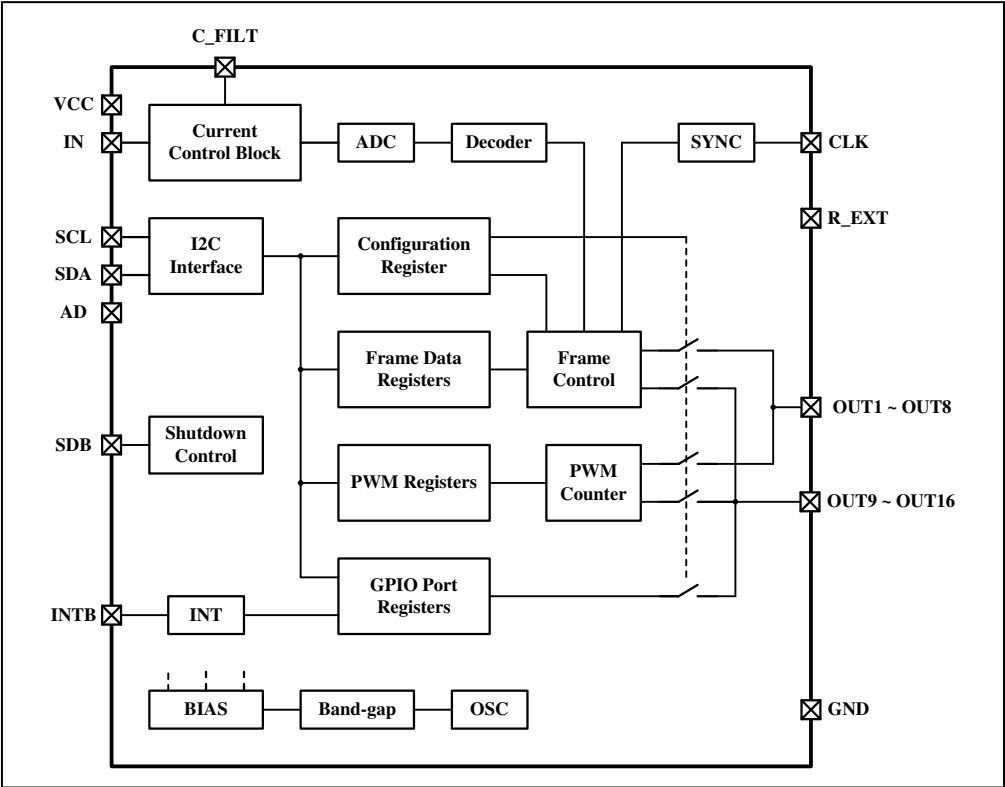 C_FILT
VCC
IN
Current
Control Block
ADC
Decoder
SYNC
CLK
R_EXT
SCL
SDA
AD
I2C
Interface
Configuration
Register
Frame Data
Registers
Frame
Control
OUT1 ~ OUT8
SDB
Shutdown
Control
PWM Registers
PWM
Counter
OUT9 ~ OUT16
GPIO Port
Registers
INTB
INT
BIAS
Band-gap
OSC
GND